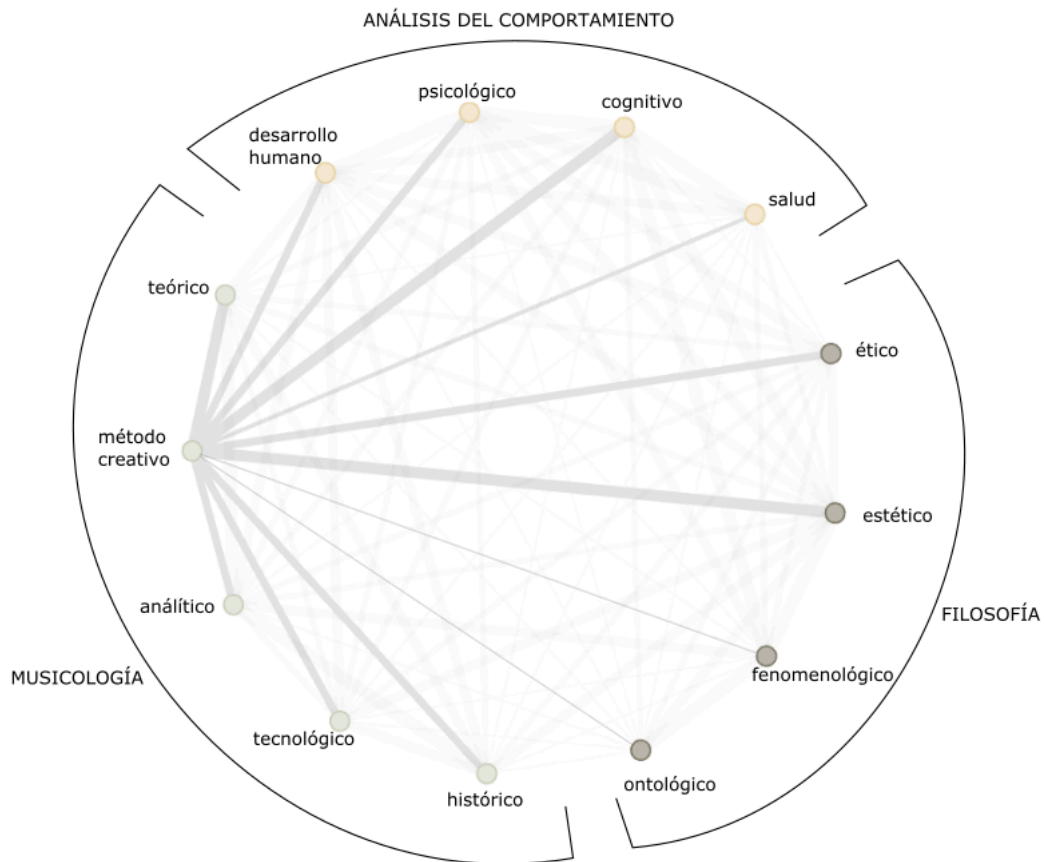 ANÁLISIS DEL COMPORTAMIENTO
psicológico
cognitivo
desarrollo
humano
salud
teórico
ético
método
creativo
estético
análítico
FILOSOFÍA
MUSICOLOGÍA
fenomenológico
tecnológico
ontológico
histórico